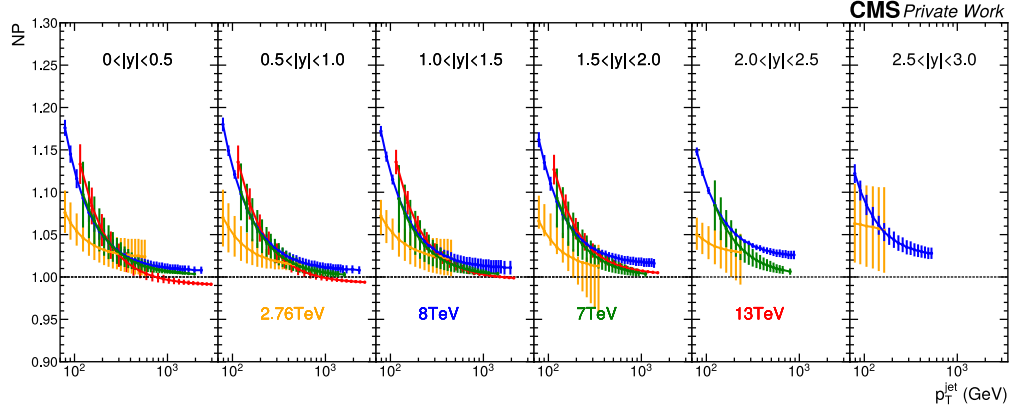 CMS Private Work
NP
1.30
1.25
1.20
1.15
1.10
1.05
1.00
0.95
0.90
0<|y|<0.5
0.5<|y|<1.0
1.0<|y|<1.5
1.5<|y|<2.0
2.0<|y|<2.5
2.5<|y|<3.0
2.76TeV
8TeV
7TeV
13TeV
10² 10³ 10² 10³ 10² 10³ 10² 10³ 10² 10³ 10² 10³
p_T^jet (GeV)